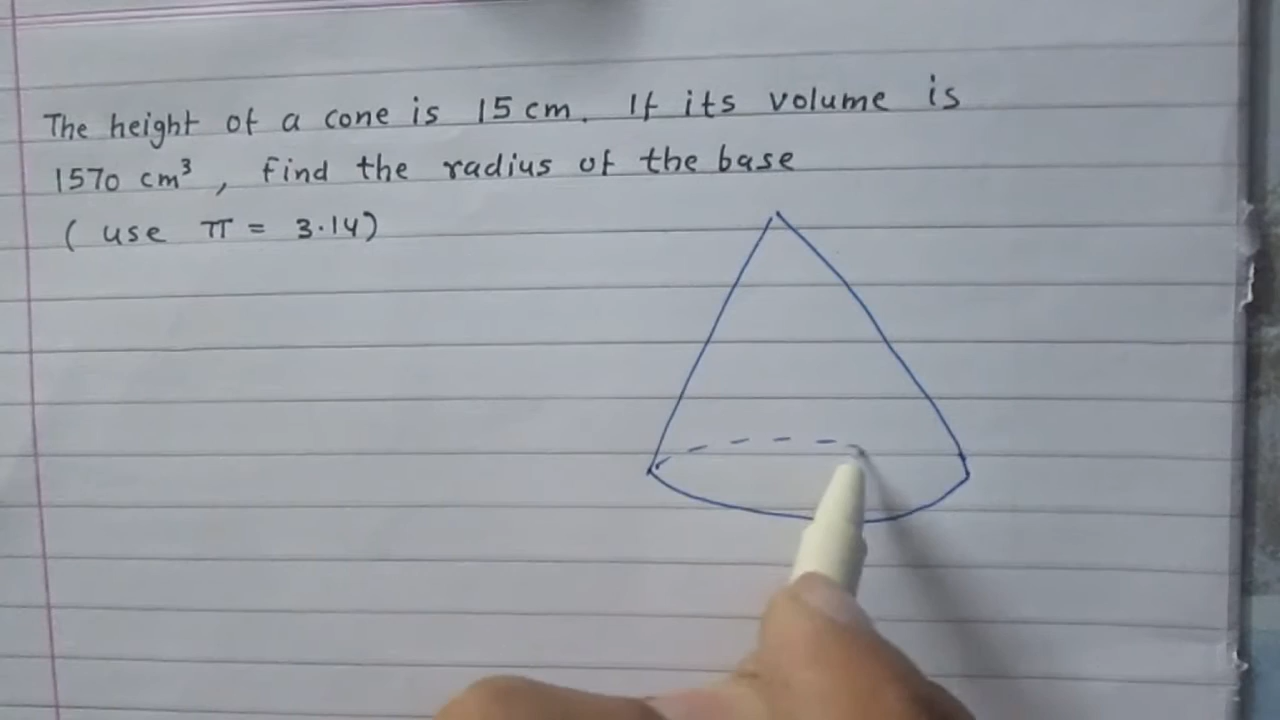 The height of a cone is 15 cm. If its volume is
1570 cm³, find the radius of the base
( use π = 3.14)